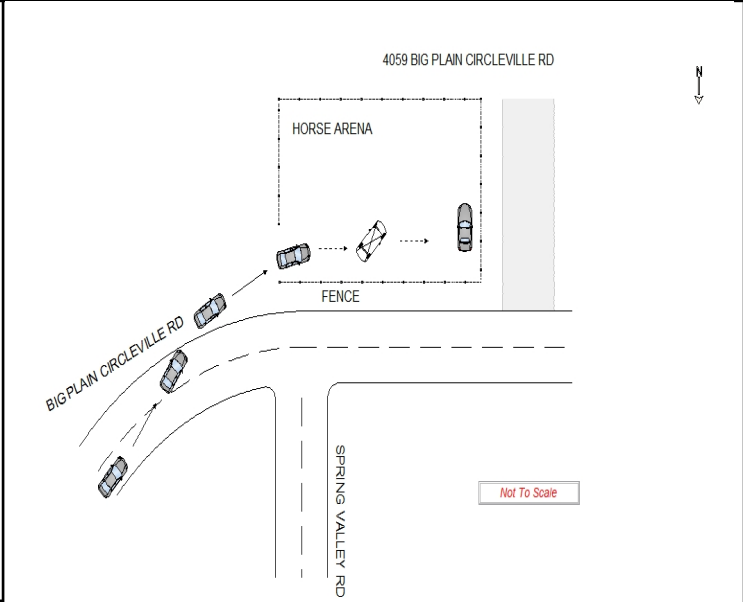 4059 BIG PLAIN CIRCLEVILLE RD
N
HORSE ARENA
FENCE
BIG PLAIN CIRCLEVILLE RD
SPRING VALLEY RD
Not To Scale